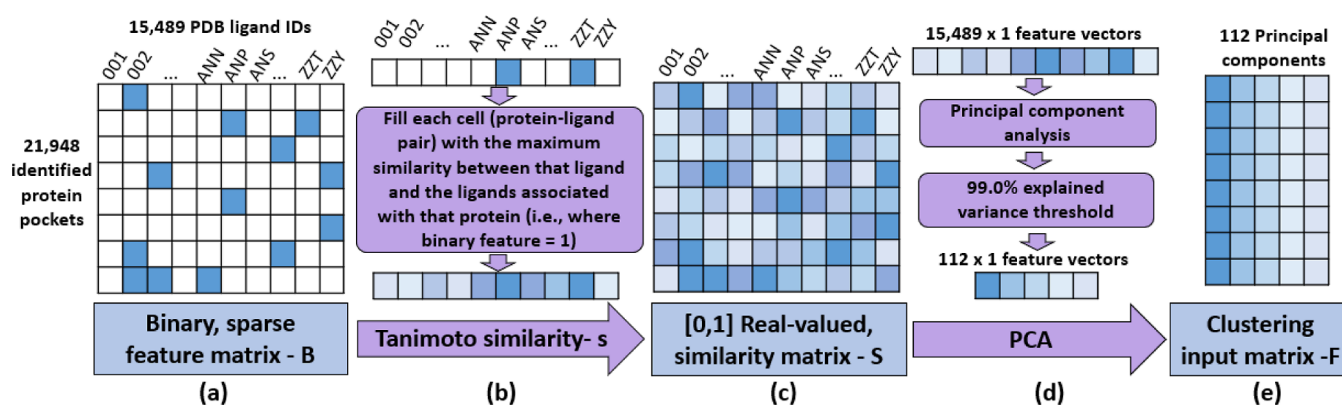 15,489 PDB ligand IDs
001 002 ... ANN ANP ANS ... ZZT ZZY
21,948
identified
protein
pockets
Binary, sparse
feature matrix - B
(a)
001 002 ... ANN ANP ANS ... ZZT ZZY
Fill each cell (protein-ligand
pair) with the maximum
similarity between that ligand
and the ligands associated
with that protein (i.e., where
binary feature = 1)
Tanimoto similarity- s
(b)
001 002 ... ANN ANP ANS ... ZZT ZZY
[0,1] Real-valued,
similarity matrix - S
(c)
15,489 x 1 feature vectors
Principal component
analysis
99.0% explained
variance threshold
112 x 1 feature vectors
PCA
(d)
112 Principal
components
Clustering
input matrix -F
(e)